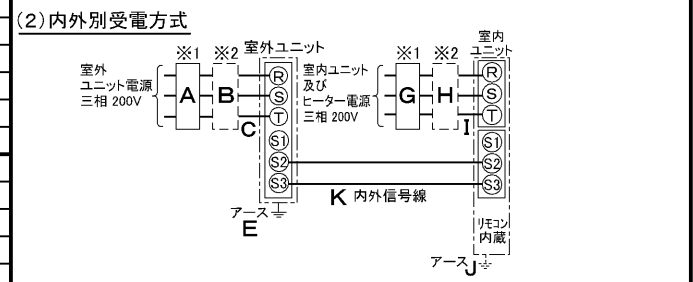 (2)内外別受電方式
※1 ※2 室外ユニット
室外
ユニット電源
三相 200V
A B
R
S
T
C
S1
S2
S3
アース
E
室内ユニット
及び
ヒーター電源
三相 200V
※1 ※2
G H
I
室内
ユニット
R
S
T
S1
S2
S3
K 内外信号線
リモコン
内蔵
アース J